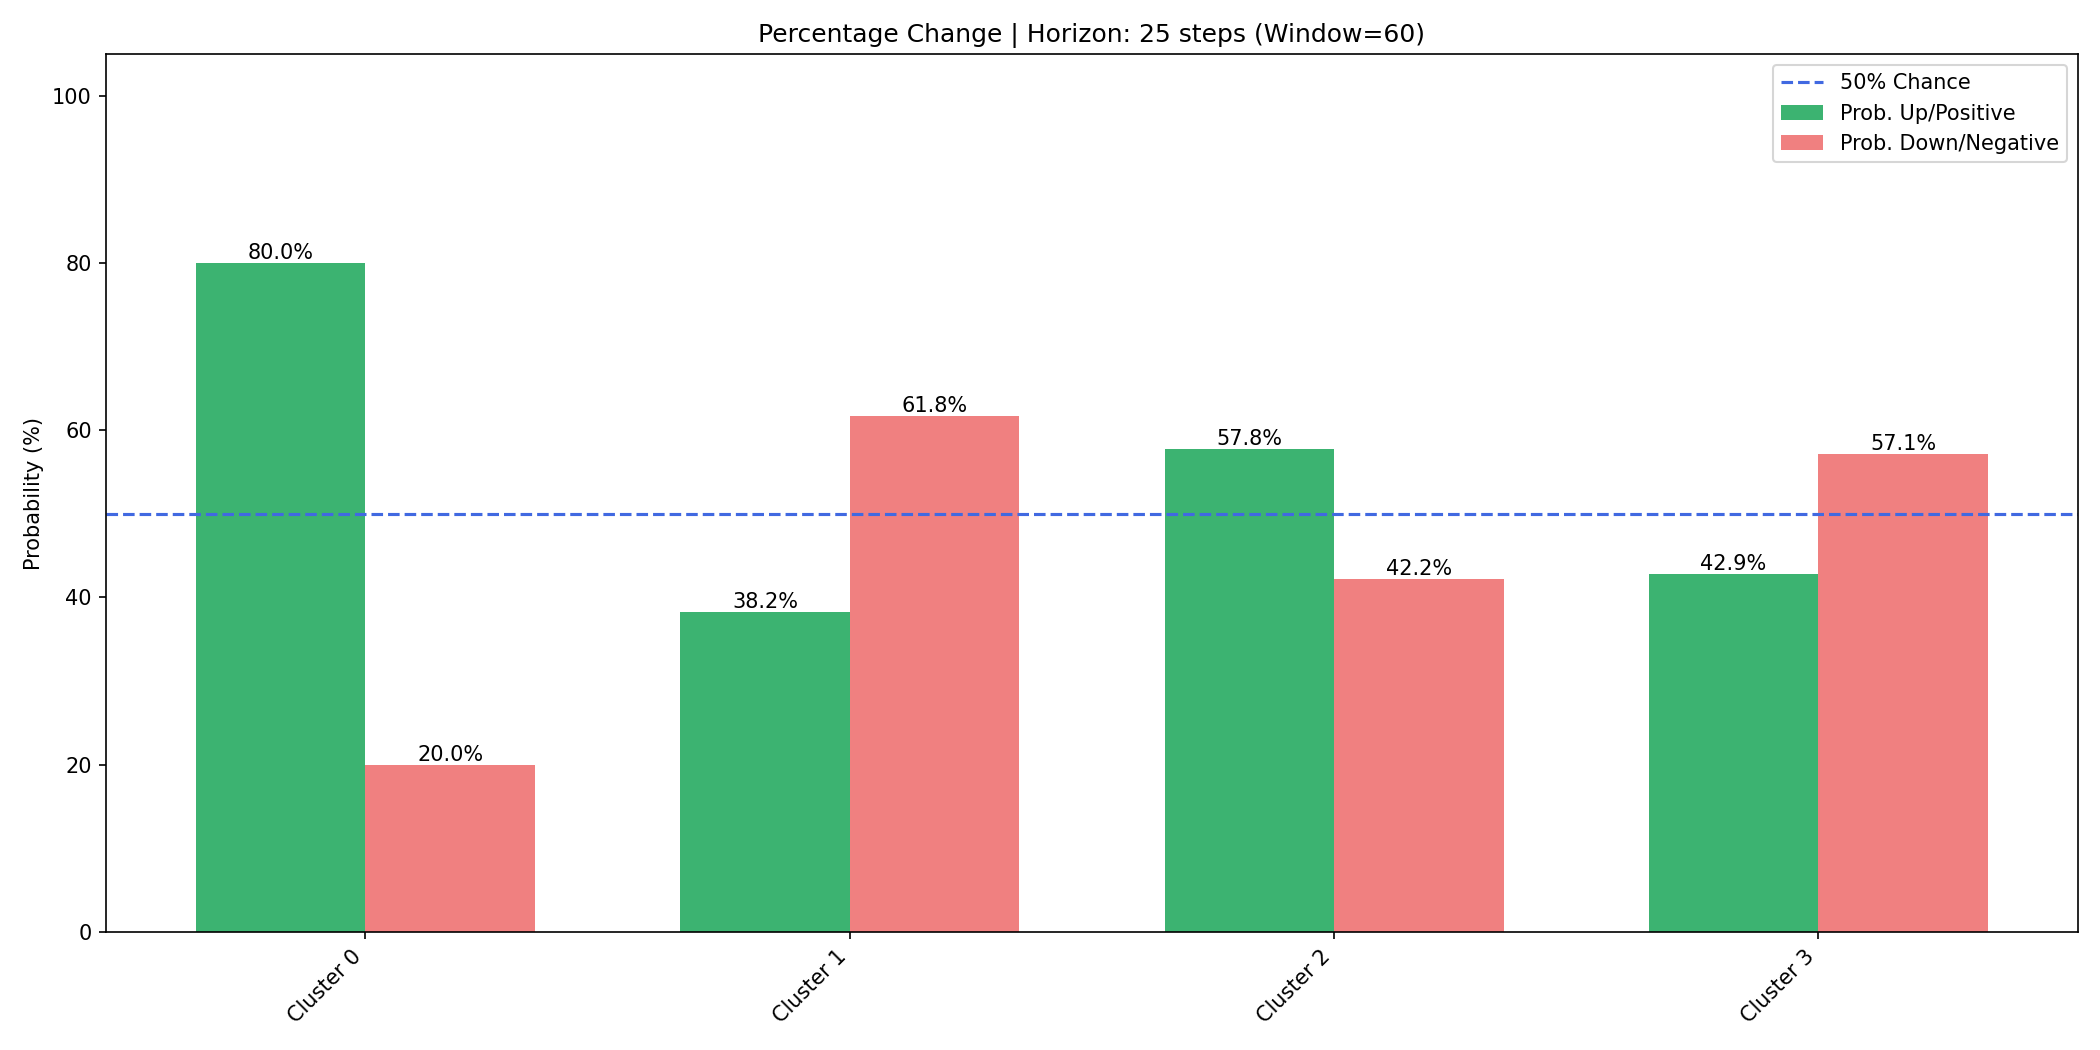 Percentage Change | Horizon: 25 steps (Window=60)
50% Chance
Prob. Up/Positive
Prob. Down/Negative
Probability (%)
100
80
60
40
20
0
80.0%
20.0%
38.2%
61.8%
57.8%
42.2%
42.9%
57.1%
Cluster 0
Cluster 1
Cluster 2
Cluster 3